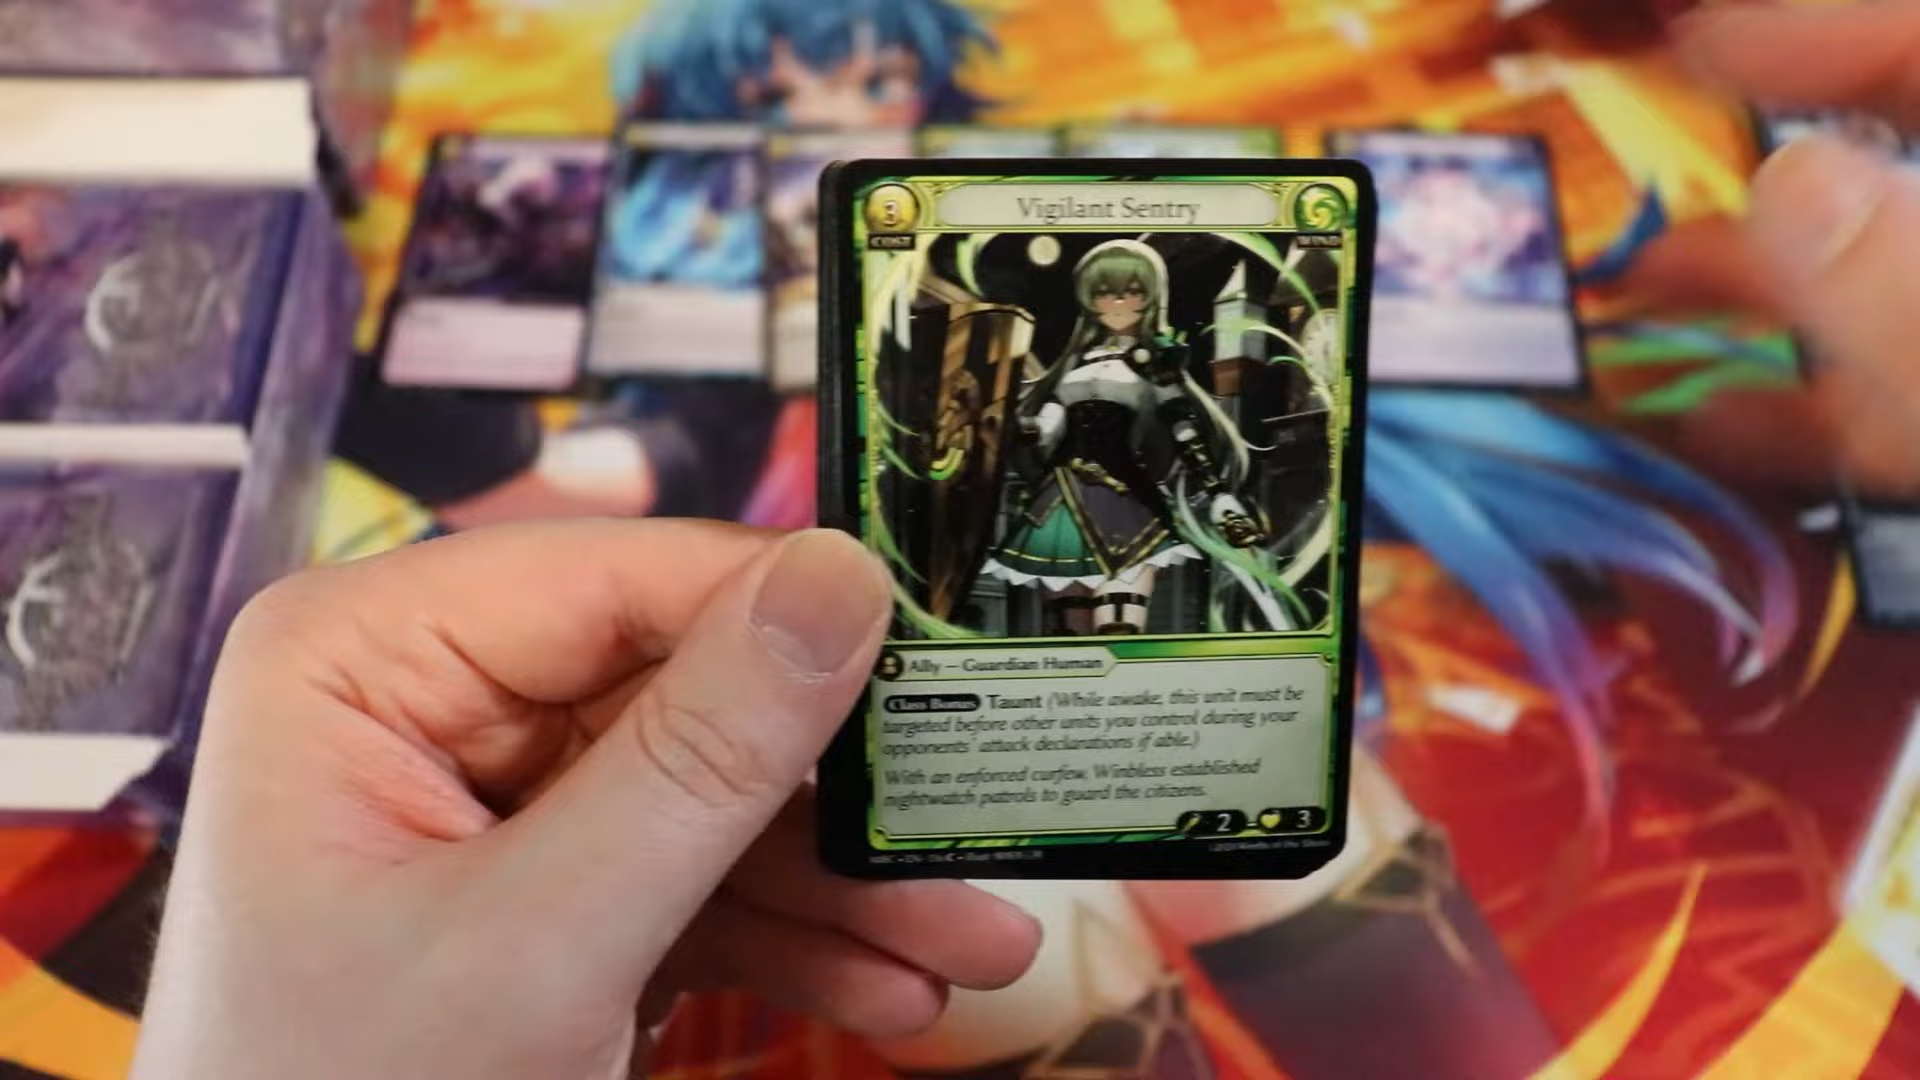 3
Vigilant Sentry
COST
WIND
Ally — Guardian Human
Class Bonus Taunt (While awake, this unit must be
targeted before other units you control during your
opponents' attack declarations if able.)
With an enforced curfew, Winbless established
nightwatch patrols to guard the citizens.
2
3